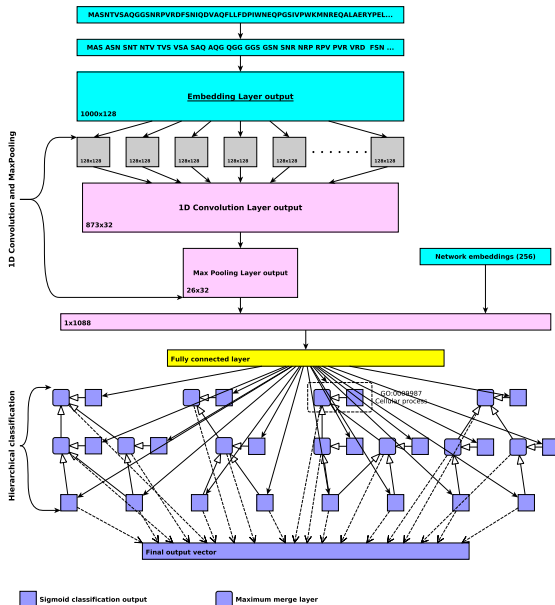 MASNTVSAQGGSNRPVRDFSNIQDVAQFLLFDPIWNEQPGSIVPWKMNREQALAERYPEL...
MAS ASN SNT NTV TVS VSA SAQ AQG QGG GGS GSN SNR NRP RPV PVR VRD FSN ...
Embedding Layer output
1000x128
128x128 128x128 128x128 128x128 128x128 . . . . . . . 128x128
1D Convolution and MaxPooling
1D Convolution Layer output
873x32
Max Pooling Layer output
26x32
Network embeddings (256)
1x1088
Fully connected layer
GO:0009987
Cellular process
Hierarchical classification
Final output vector
Sigmoid classification output
Maximum merge layer